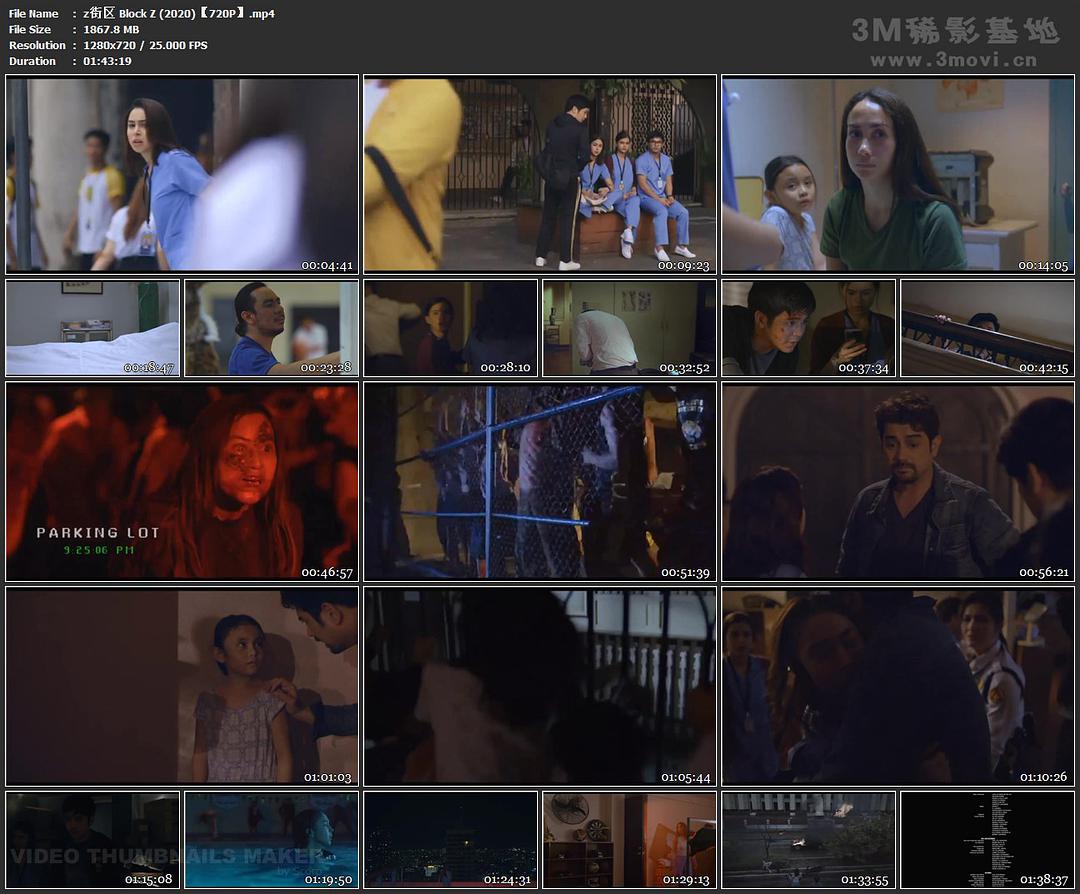 File Name : z街区 Block Z (2020)【720P】.mp4
File Size : 1867.8 MB
Resolution : 1280x720 / 25.000 FPS
Duration : 01:43:19
3M稀影基地
www.3movi.cn
00:04:41
00:09:23
00:14:05
00:18:47
00:23:28
00:28:10
00:32:52
00:37:34
00:42:15
PARKING LOT
9:25:06 PM
00:46:57
00:51:39
00:56:21
01:01:03
01:05:44
01:10:26
VIDEO THUMBNAILS MAKER
01:15:08
01:19:50
01:24:31
01:29:13
01:33:55
01:38:37